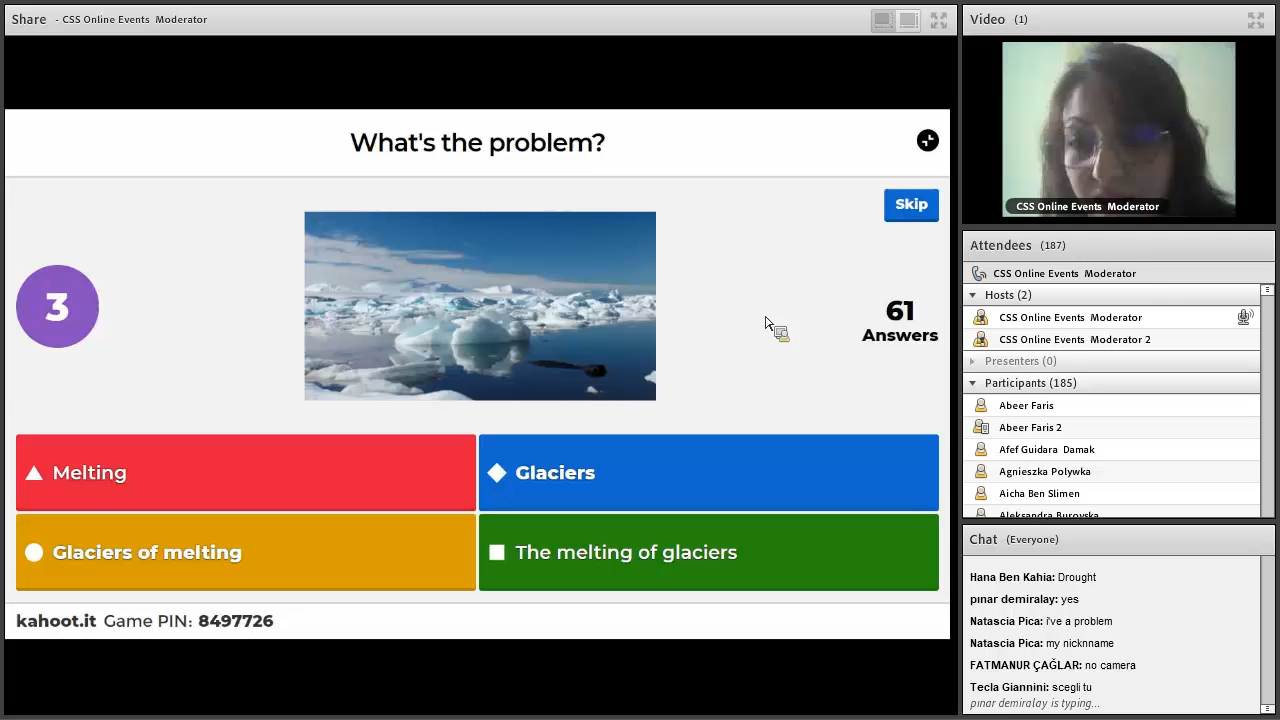 Share - CSS Online Events Moderator
What's the problem?
Skip
3
61
Answers
Melting
Glaciers
Glaciers of melting
The melting of glaciers
kahoot.it Game PIN: 8497726
Video (1)
CSS Online Events Moderator
Attendees (187)
CSS Online Events Moderator
Hosts (2)
CSS Online Events Moderator
CSS Online Events Moderator 2
Presenters (0)
Participants (185)
Abeer Faris
Abeer Faris 2
Afef Guidara Damak
Agnieszka Polywka
Aicha Ben Slimen
Aleksandra Burovska
Chat (Everyone)
Hana Ben Kahia: Drought
pınar demiralay: yes
Natascia Pica: i've a problem
Natascia Pica: my nicknname
FATMANUR ÇAĞLAR: no camera
Tecla Giannini: scegli tu
pınar demiralay is typing...